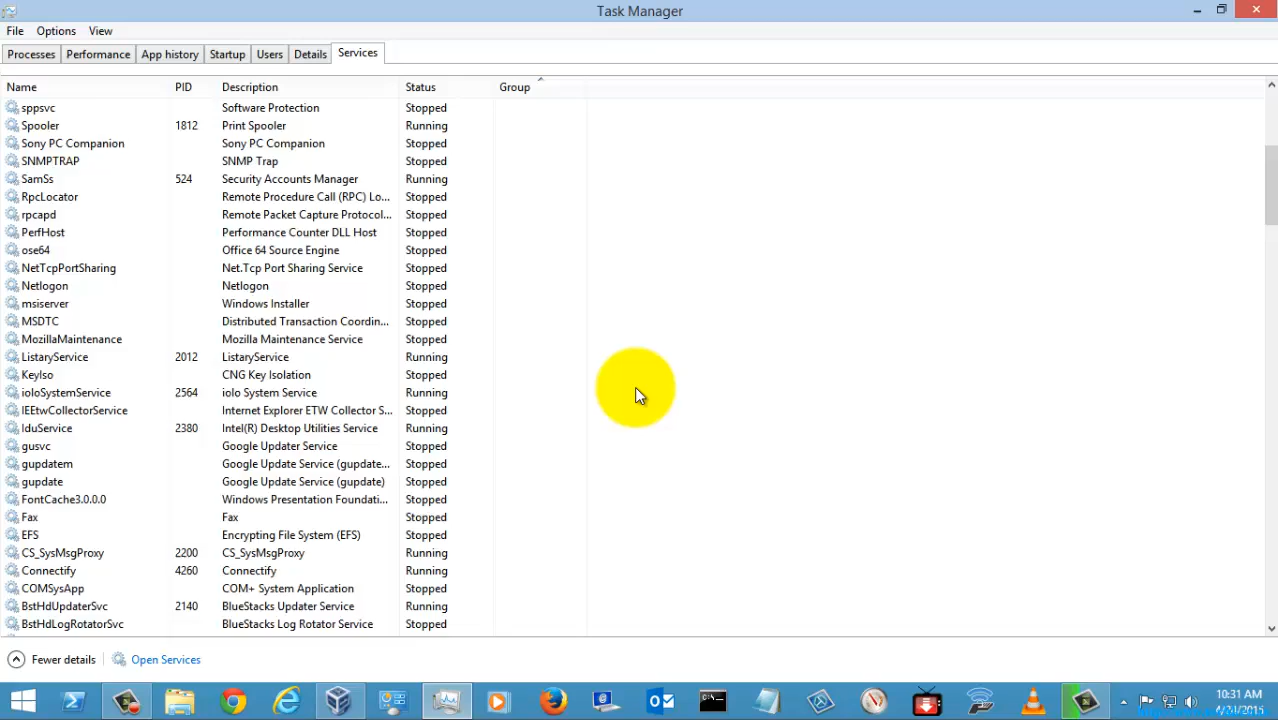 Task Manager
File Options View
Processes Performance App history Startup Users Details Services
Name PID Description Status Group
sppsvc Software Protection Stopped
Spooler 1812 Print Spooler Running
Sony PC Companion Sony PC Companion Stopped
SNMPTRAP SNMP Trap Stopped
SamSs 524 Security Accounts Manager Running
RpcLocator Remote Procedure Call (RPC) Lo... Stopped
rpcapd Remote Packet Capture Protocol... Stopped
PerfHost Performance Counter DLL Host Stopped
ose64 Office 64 Source Engine Stopped
NetTcpPortSharing Net.Tcp Port Sharing Service Stopped
Netlogon Netlogon Stopped
msiserver Windows Installer Stopped
MSDTC Distributed Transaction Coordin... Stopped
MozillaMaintenance Mozilla Maintenance Service Stopped
ListaryService 2012 ListaryService Running
KeyIso CNG Key Isolation Stopped
ioloSystemService 2564 iolo System Service Running
IEEtwCollectorService Internet Explorer ETW Collector S... Stopped
IduService 2380 Intel(R) Desktop Utilities Service Running
gusvc Google Updater Service Stopped
gupdatem Google Update Service (gupdate... Stopped
gupdate Google Update Service (gupdate) Stopped
FontCache3.0.0.0 Windows Presentation Foundati... Stopped
Fax Fax Stopped
EFS Encrypting File System (EFS) Stopped
CS_SysMsgProxy 2200 CS_SysMsgProxy Running
Connectify 4260 Connectify Running
COMSysApp COM+ System Application Stopped
BstHdUpdaterSvc 2140 BlueStacks Updater Service Running
BstHdLogRotatorSvc BlueStacks Log Rotator Service Stopped
Fewer details Open Services
10:31 AM